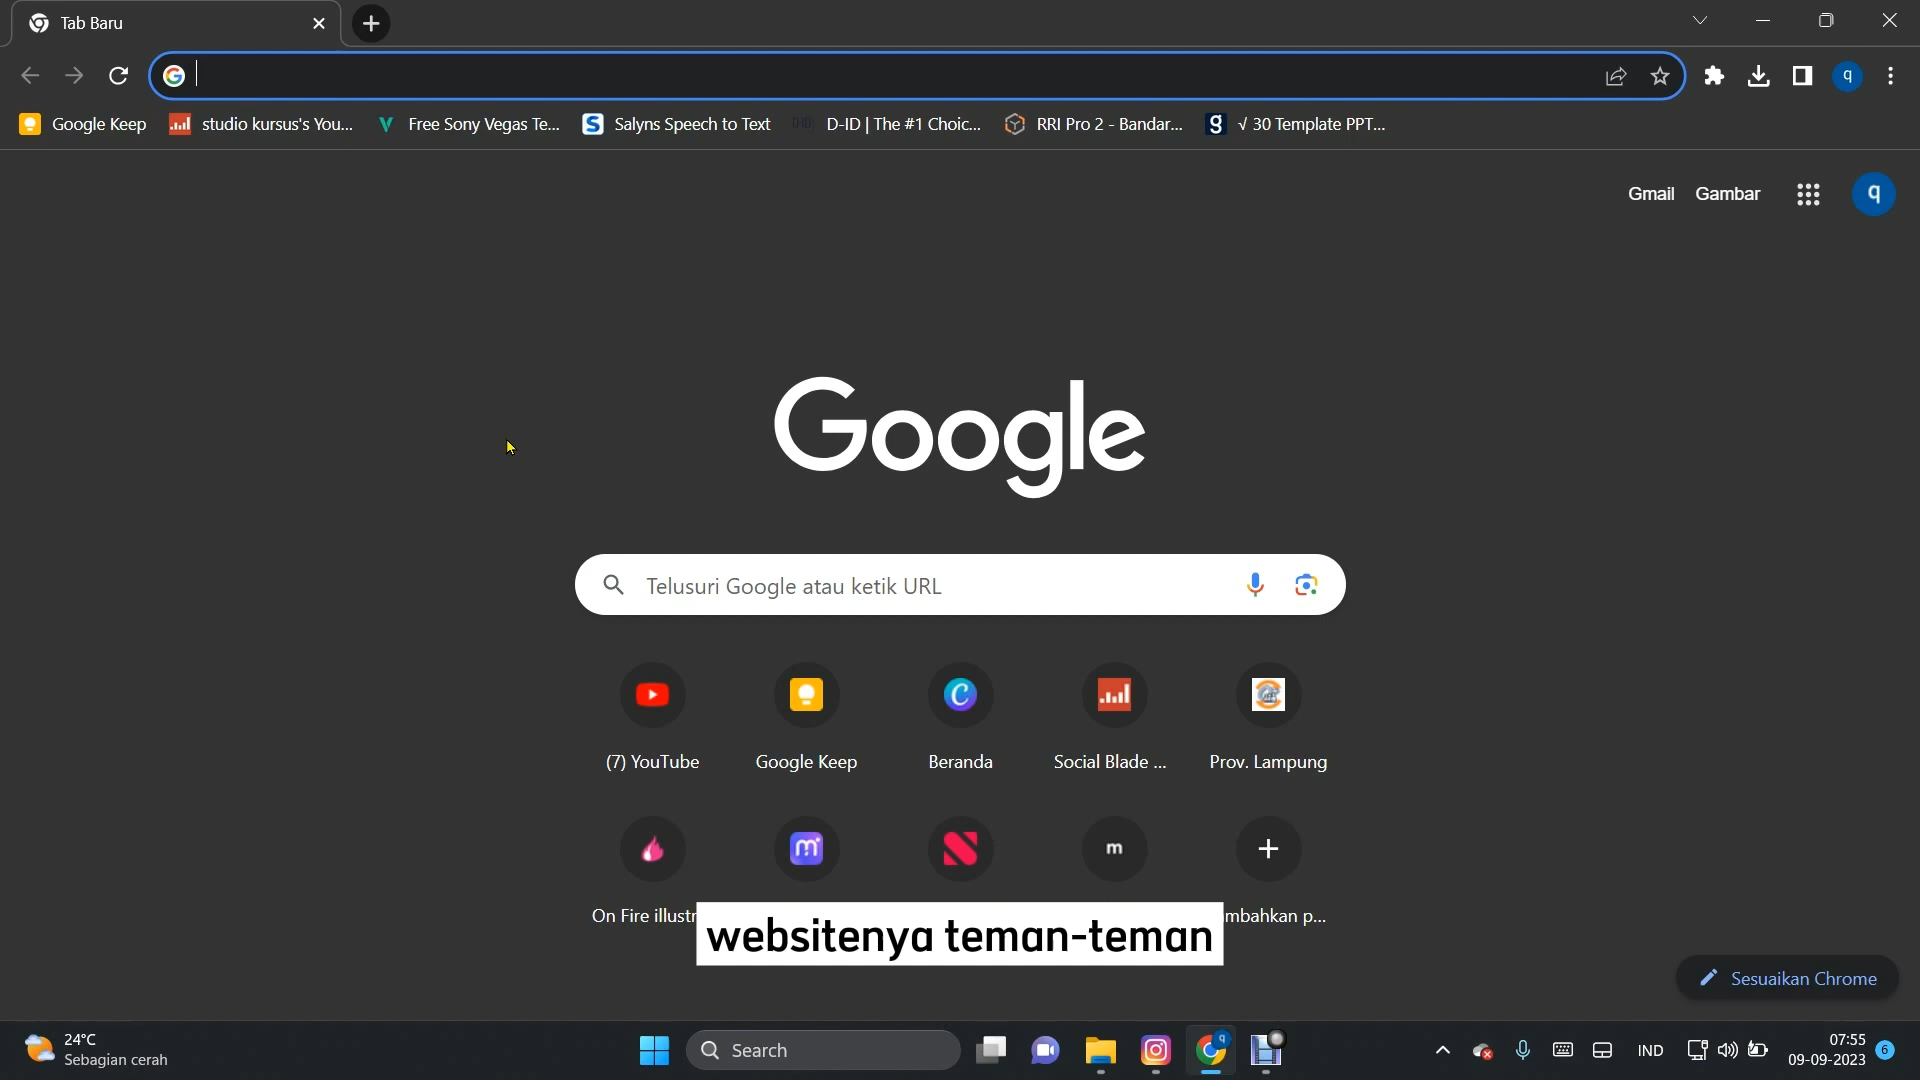 Tab Baru
Google Keep
studio kursus's You...
Free Sony Vegas Te...
Salyns Speech to Text
D-ID | The #1 Choic...
RRI Pro 2 - Bandar...
√ 30 Template PPT...
Gmail
Gambar
q
Google
Telusuri Google atau ketik URL
(7) YouTube
Google Keep
Beranda
Social Blade ...
Prov. Lampung
m
On Fire illustr
mbahkan p...
websitenya teman-teman
Sesuaikan Chrome
24°C
Sebagian cerah
Search
IND
07:55
09-09-2023
6